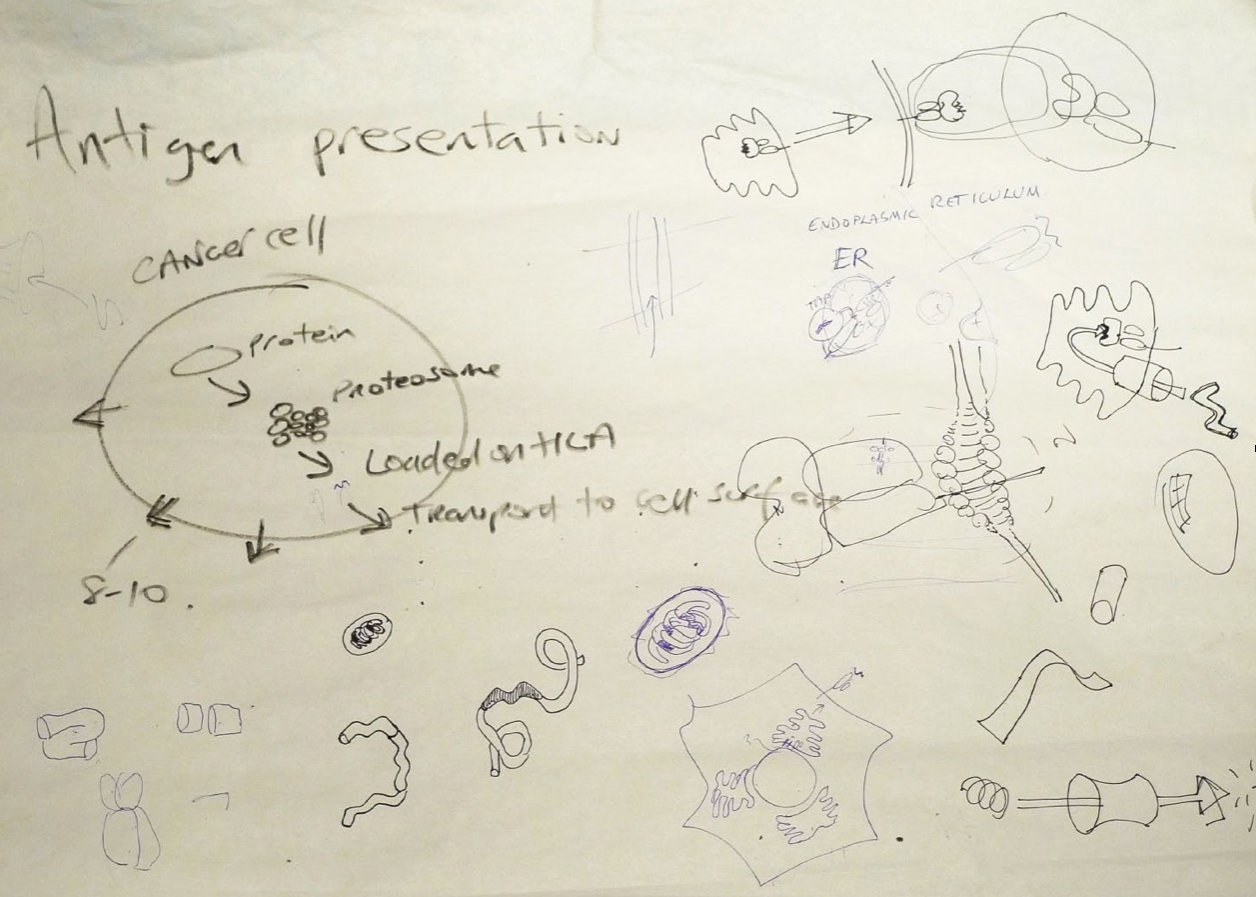 Antigen presentation
CANcer cell
Protein
Proteosome
Loaded on HLA
Transport to cell surface
8-10.
ENDOPLASMIC RETICULUM
ER
TAP